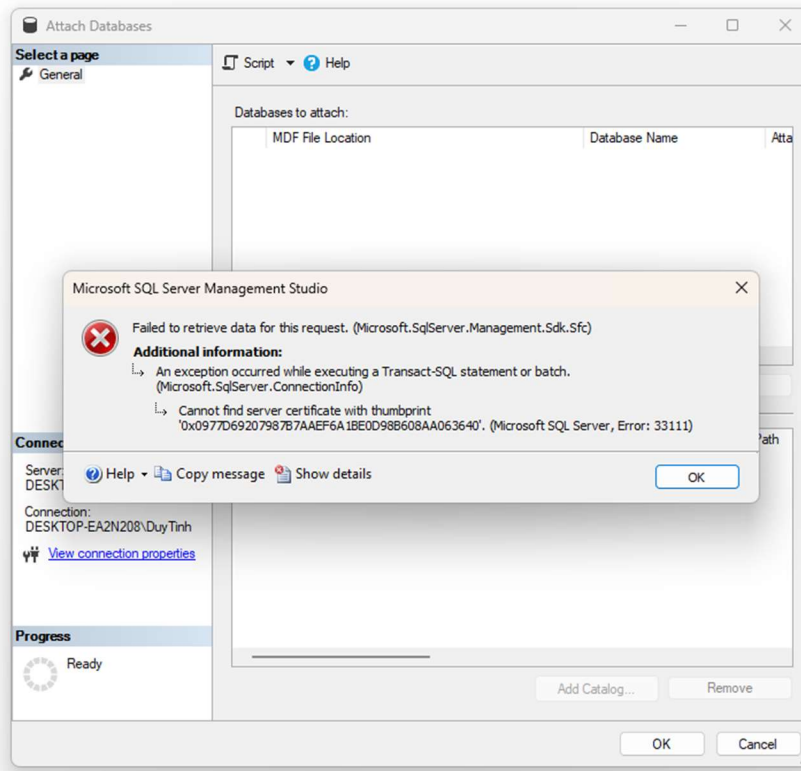 Attach Databases
Select a page
General
Script
Help
Databases to attach:
MDF File Location
Database Name
Atta
Microsoft SQL Server Management Studio
Failed to retrieve data for this request. (Microsoft.SqlServer.Management.Sdk.Sfc)
Additional information:
An exception occurred while executing a Transact-SQL statement or batch.
(Microsoft.SqlServer.ConnectionInfo)
Cannot find server certificate with thumbprint
'0x0977D69207987B7AAEF6A1BE0D98B608AA063640'. (Microsoft SQL Server, Error: 33111)
Help
Copy message
Show details
OK
Connec
Path
Server:
DESKT
Connection:
DESKTOP-EA2N208\DuyTinh
View connection properties
Progress
Ready
Add Catalog...
Remove
OK
Cancel